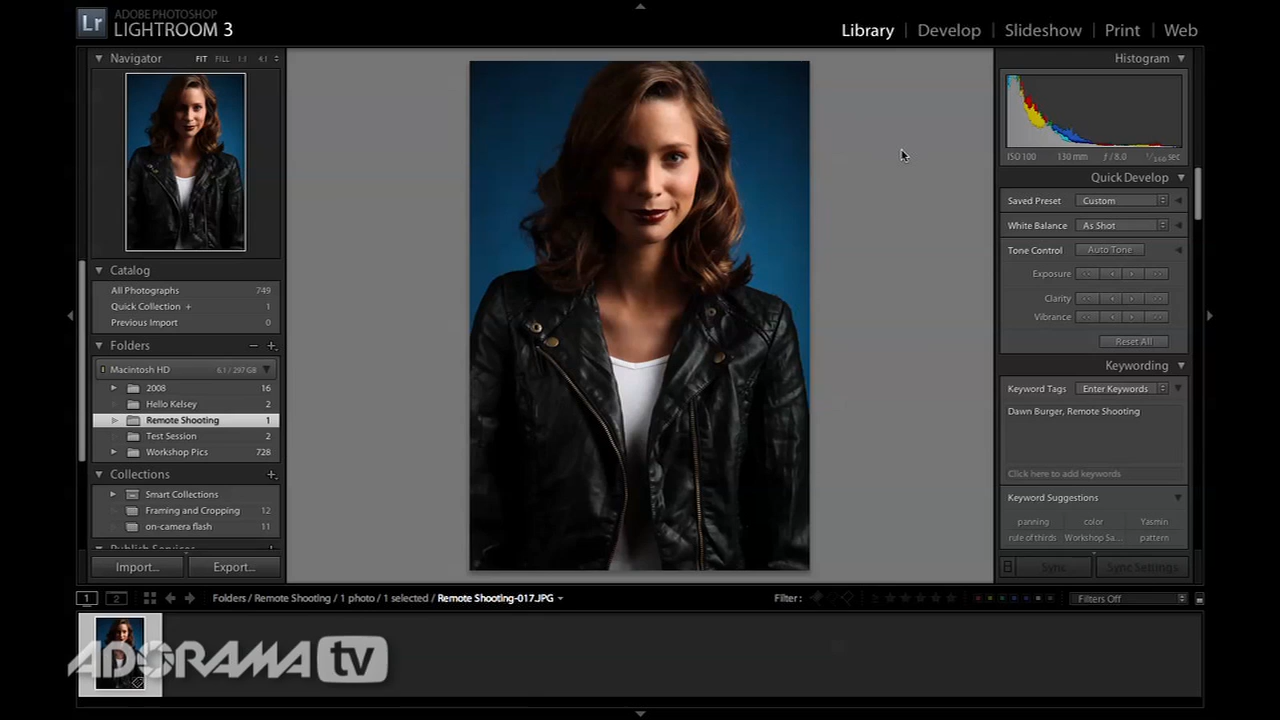 Lr
ADOBE PHOTOSHOP
LIGHTROOM 3
Library | Develop | Slideshow | Print | Web
Navigator FIT FILL 1:1 4:1
Catalog
All Photographs 749
Quick Collection + 1
Previous Import 0
Folders
Macintosh HD 6.1 / 297 GB
2008 16
Hello Kelsey 2
Remote Shooting 1
Test Session 2
Workshop Pics 728
Collections
Smart Collections
Framing and Cropping 12
on-camera flash 11
Publish Services
Import... Export...
Histogram
ISO 100 130 mm ƒ / 8.0 1/160 sec
Quick Develop
Saved Preset Custom
White Balance As Shot
Tone Control Auto Tone
Exposure
Clarity
Vibrance
Reset All
Keywording
Keyword Tags Enter Keywords
Dawn Burger, Remote Shooting
Click here to add keywords
Keyword Suggestions
panning color Yasmin
rule of thirds Workshop Sa... pattern
Sync... Sync Settings
1 2 Folders / Remote Shooting / 1 photo / 1 selected / Remote Shooting-017.JPG Filter : Filters Off
ADORAMA tv